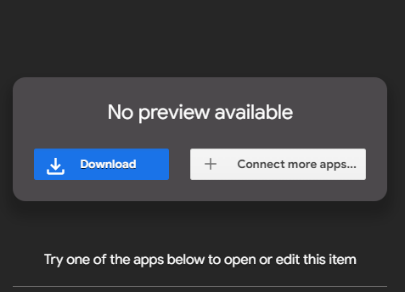 No preview available
Download
Connect more apps...
Try one of the apps below to open or edit this item